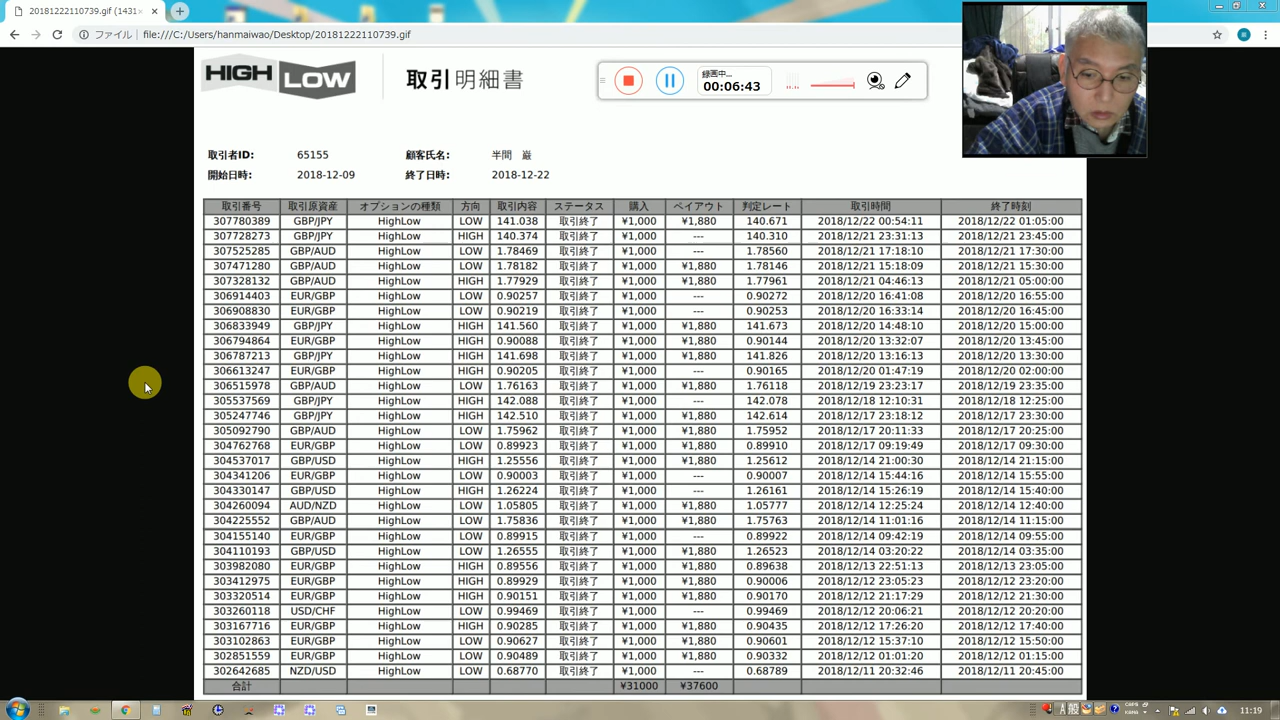 20181222110739.gif (1431×
ファイル | file:///C:/Users/hanmaiwao/Desktop/20181222110739.gif
HIGH LOW 取引明細書
録画中...
00:06:43
取引者ID: 65155 顧客氏名: 半間 巌
開始日時: 2018-12-09 終了日時: 2018-12-22
取引番号 取引原資産 オプションの種類 方向 取引内容 ステータス 購入 ペイアウト 判定レート 取引時間 終了時刻
307780389 GBP/JPY HighLow LOW 141.038 取引終了 ¥1,000 ¥1,880 140.671 2018/12/22 00:54:11 2018/12/22 01:05:00
307728273 GBP/JPY HighLow HIGH 140.374 取引終了 ¥1,000 --- 140.310 2018/12/21 23:31:13 2018/12/21 23:45:00
307525285 GBP/AUD HighLow LOW 1.78469 取引終了 ¥1,000 --- 1.78560 2018/12/21 17:18:10 2018/12/21 17:30:00
307471280 GBP/AUD HighLow LOW 1.78182 取引終了 ¥1,000 ¥1,880 1.78146 2018/12/21 15:18:09 2018/12/21 15:30:00
307328132 GBP/AUD HighLow HIGH 1.77929 取引終了 ¥1,000 ¥1,880 1.77961 2018/12/21 04:46:13 2018/12/21 05:00:00
306914403 EUR/GBP HighLow LOW 0.90257 取引終了 ¥1,000 --- 0.90272 2018/12/20 16:41:08 2018/12/20 16:55:00
306908830 EUR/GBP HighLow LOW 0.90219 取引終了 ¥1,000 --- 0.90253 2018/12/20 16:33:14 2018/12/20 16:45:00
306833949 GBP/JPY HighLow HIGH 141.560 取引終了 ¥1,000 ¥1,880 141.673 2018/12/20 14:48:10 2018/12/20 15:00:00
306794864 EUR/GBP HighLow HIGH 0.90088 取引終了 ¥1,000 ¥1,880 0.90144 2018/12/20 13:32:07 2018/12/20 13:45:00
306787213 GBP/JPY HighLow HIGH 141.698 取引終了 ¥1,000 ¥1,880 141.826 2018/12/20 13:16:13 2018/12/20 13:30:00
306613247 EUR/GBP HighLow HIGH 0.90205 取引終了 ¥1,000 --- 0.90165 2018/12/20 01:47:19 2018/12/20 02:00:00
306515978 GBP/AUD HighLow LOW 1.76163 取引終了 ¥1,000 ¥1,880 1.76118 2018/12/19 23:23:17 2018/12/19 23:35:00
305537569 GBP/JPY HighLow HIGH 142.088 取引終了 ¥1,000 --- 142.078 2018/12/18 12:10:31 2018/12/18 12:25:00
305247746 GBP/JPY HighLow HIGH 142.510 取引終了 ¥1,000 ¥1,880 142.614 2018/12/17 23:18:12 2018/12/17 23:30:00
305092790 GBP/AUD HighLow LOW 1.75962 取引終了 ¥1,000 ¥1,880 1.75952 2018/12/17 20:11:33 2018/12/17 20:25:00
304762768 EUR/GBP HighLow LOW 0.89923 取引終了 ¥1,000 ¥1,880 0.89910 2018/12/17 09:19:49 2018/12/17 09:30:00
304537017 GBP/USD HighLow HIGH 1.25556 取引終了 ¥1,000 ¥1,880 1.25612 2018/12/14 21:00:30 2018/12/14 21:15:00
304341206 EUR/GBP HighLow LOW 0.90003 取引終了 ¥1,000 --- 0.90007 2018/12/14 15:44:16 2018/12/14 15:55:00
304330147 GBP/USD HighLow HIGH 1.26224 取引終了 ¥1,000 --- 1.26161 2018/12/14 15:26:19 2018/12/14 15:40:00
304260094 AUD/NZD HighLow LOW 1.05805 取引終了 ¥1,000 ¥1,880 1.05777 2018/12/14 12:25:24 2018/12/14 12:40:00
304225552 GBP/AUD HighLow LOW 1.75836 取引終了 ¥1,000 ¥1,880 1.75763 2018/12/14 11:01:16 2018/12/14 11:15:00
304155140 EUR/GBP HighLow LOW 0.89915 取引終了 ¥1,000 --- 0.89922 2018/12/14 09:42:19 2018/12/14 09:55:00
304110193 GBP/USD HighLow LOW 1.26555 取引終了 ¥1,000 ¥1,880 1.26523 2018/12/14 03:20:22 2018/12/14 03:35:00
303982080 EUR/GBP HighLow HIGH 0.89556 取引終了 ¥1,000 ¥1,880 0.89638 2018/12/13 22:51:13 2018/12/13 23:05:00
303412975 EUR/GBP HighLow HIGH 0.89929 取引終了 ¥1,000 ¥1,880 0.90006 2018/12/12 23:05:23 2018/12/12 23:20:00
303320514 EUR/GBP HighLow HIGH 0.90151 取引終了 ¥1,000 ¥1,880 0.90170 2018/12/12 21:17:29 2018/12/12 21:30:00
303260118 USD/CHF HighLow LOW 0.99469 取引終了 ¥1,000 --- 0.99469 2018/12/12 20:06:21 2018/12/12 20:20:00
303167716 EUR/GBP HighLow HIGH 0.90285 取引終了 ¥1,000 ¥1,880 0.90435 2018/12/12 17:26:20 2018/12/12 17:40:00
303102863 EUR/GBP HighLow LOW 0.90627 取引終了 ¥1,000 ¥1,880 0.90601 2018/12/12 15:37:10 2018/12/12 15:50:00
302851559 EUR/GBP HighLow LOW 0.90489 取引終了 ¥1,000 ¥1,880 0.90332 2018/12/12 01:01:20 2018/12/12 01:15:00
302642685 NZD/USD HighLow LOW 0.68770 取引終了 ¥1,000 --- 0.68789 2018/12/11 20:32:46 2018/12/11 20:45:00
合計 ¥31000 ¥37600
11:19